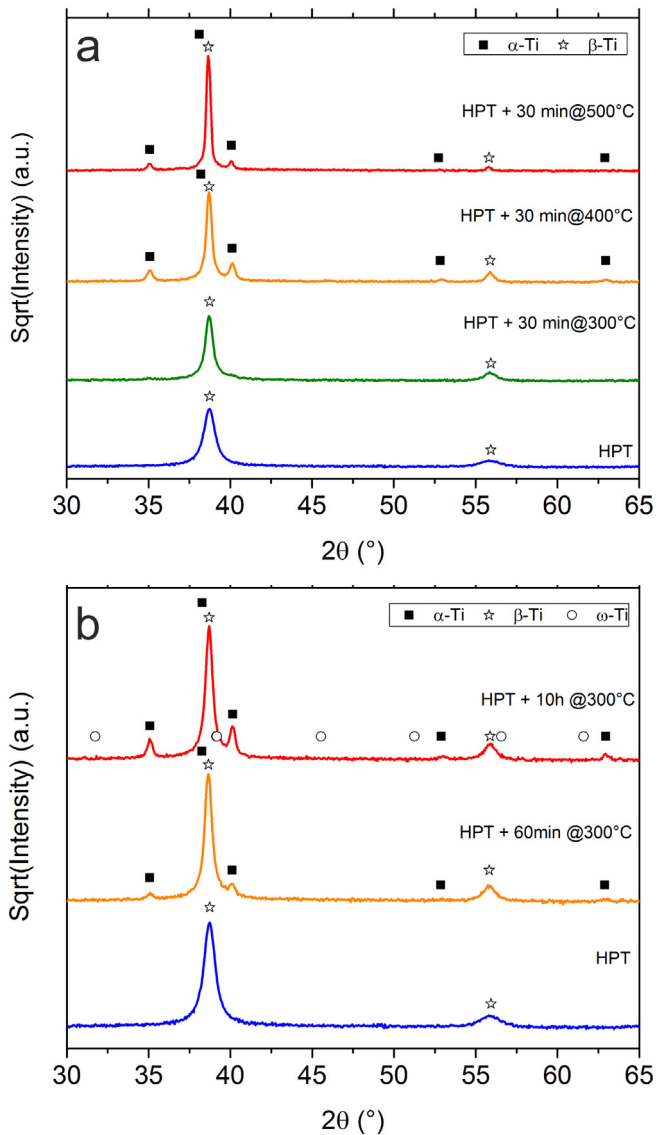 a
■ α-Ti ☆ β-Ti
HPT + 30 min@500°C
HPT + 30 min@400°C
HPT + 30 min@300°C
HPT
Sqrt(Intensity) (a.u.)
30 35 40 45 50 55 60 65
2θ (°)
b
■ α-Ti ☆ β-Ti ○ ω-Ti
HPT + 10h @300°C
HPT + 60min @300°C
HPT
Sqrt(Intensity) (a.u.)
30 35 40 45 50 55 60 65
2θ (°)